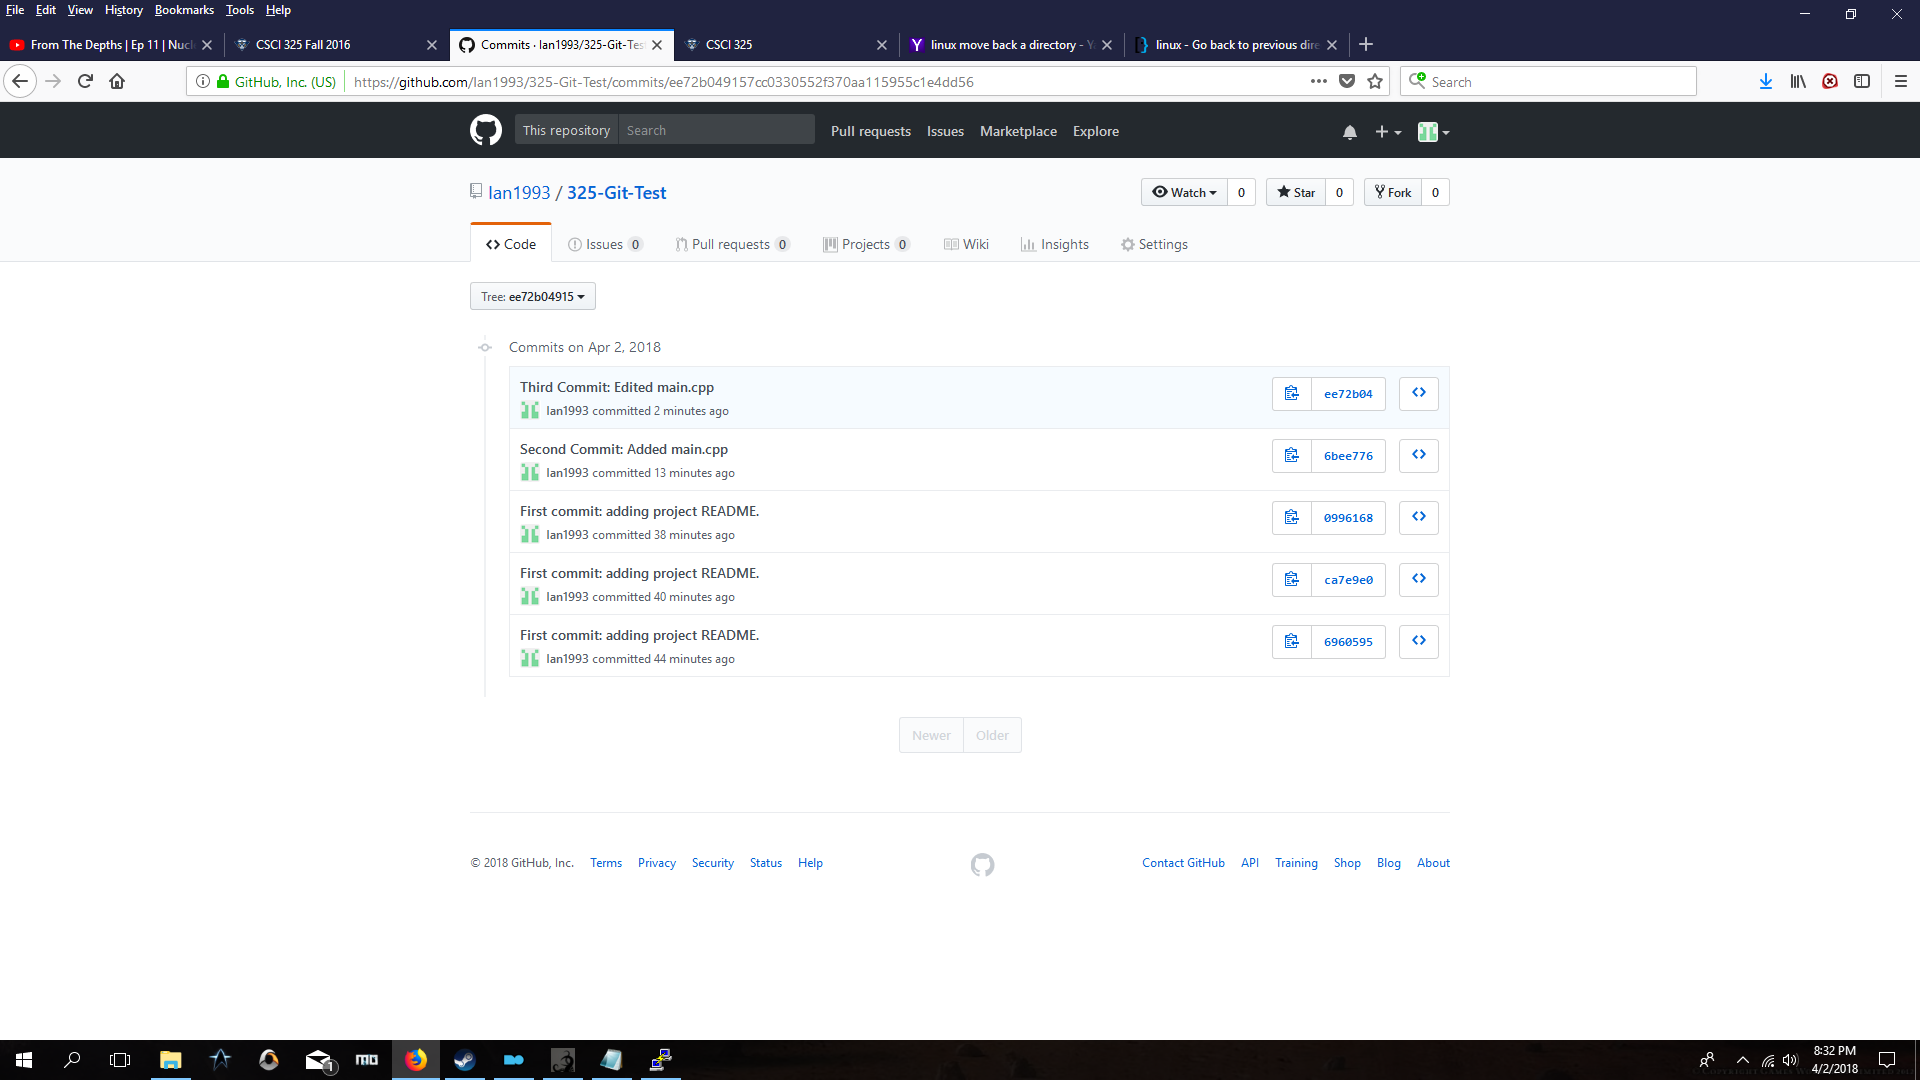 File Edit View History Bookmarks Tools Help
From The Depths | Ep 11 | Nucl
CSCI 325 Fall 2016
Commits · Ian1993/325-Git-Tes
CSCI 325
linux move back a directory - Y
linux - Go back to previous dire
GitHub, Inc. (US)
https://github.com/Ian1993/325-Git-Test/commits/ee72b049157cc0330552f370aa115955c1e4dd56
Search
This repository Search Pull requests Issues Marketplace Explore
Ian1993 / 325-Git-Test
Watch 0 Star 0 Fork 0
Code Issues 0 Pull requests 0 Projects 0 Wiki Insights Settings
Tree: ee72b04915
Commits on Apr 2, 2018
Third Commit: Edited main.cpp
Ian1993 committed 2 minutes ago
ee72b04
Second Commit: Added main.cpp
Ian1993 committed 13 minutes ago
6bee776
First commit: adding project README.
Ian1993 committed 38 minutes ago
0996168
First commit: adding project README.
Ian1993 committed 40 minutes ago
ca7e9e0
First commit: adding project README.
Ian1993 committed 44 minutes ago
6960595
Newer Older
© 2018 GitHub, Inc. Terms Privacy Security Status Help
Contact GitHub API Training Shop Blog About
1
8:32 PM
4/2/2018